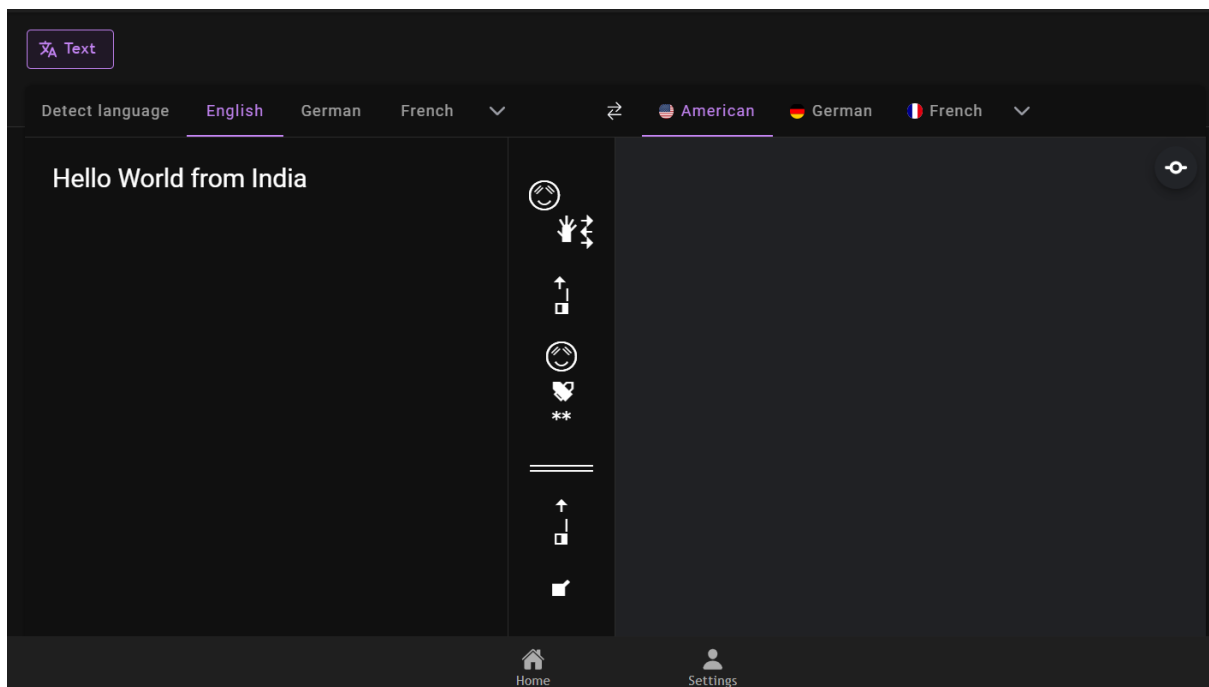 Text
Detect language English German French American German French
Hello World from India
Home Settings